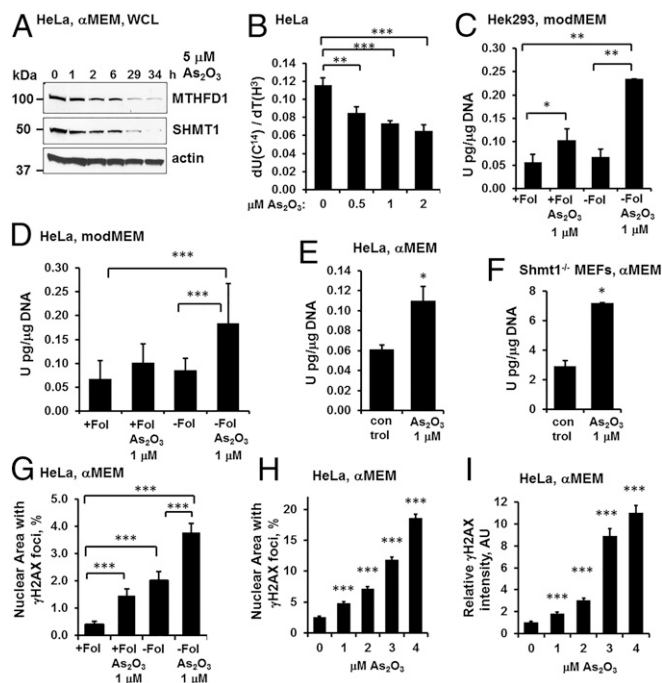 A HeLa, αMEM, WCL
5 μM
kDa 0 1 2 6 29 34 h As₂O₃
100 MTHFD1
50 SHMT1
37 actin
B HeLa
***
***
**
dU(C¹⁴) / dT(H³)
0.14
0.12
0.10
0.08
0.06
0.04
0.02
0
μM As₂O₃: 0 0.5 1 2
C Hek293, modMEM
**
**
*
U pg/μg DNA
0.25
0.20
0.15
0.10
0.05
0.00
+Fol
+Fol As₂O₃ 1 μM
-Fol
-Fol As₂O₃ 1 μM
D HeLa, modMEM
***
***
U pg/μg DNA
0.30
0.25
0.20
0.15
0.10
0.05
0.00
+Fol
+Fol As₂O₃ 1 μM
-Fol
-Fol As₂O₃ 1 μM
E HeLa, αMEM
*
U pg/μg DNA
0.14
0.12
0.10
0.08
0.06
0.04
0.02
0.00
con trol
As₂O₃ 1 μM
F Shmt1⁻/⁻ MEFs, αMEM
*
U pg/μg DNA
8
6
4
2
0
con trol
As₂O₃ 1 μM
G HeLa, αMEM
***
***
***
***
Nuclear Area with
γH2AX foci, %
5.0
4.0
3.0
2.0
1.0
0.0
+Fol
+Fol As₂O₃ 1 μM
-Fol
-Fol As₂O₃ 1 μM
H HeLa, αMEM
Nuclear Area with
γH2AX foci, %
20
15
10
5
0
*** *** *** ***
0 1 2 3 4
μM As₂O₃
I HeLa, αMEM
Relative γH2AX
intensity, AU
12
10
8
6
4
2
0
*** *** *** ***
0 1 2 3 4
μM As₂O₃